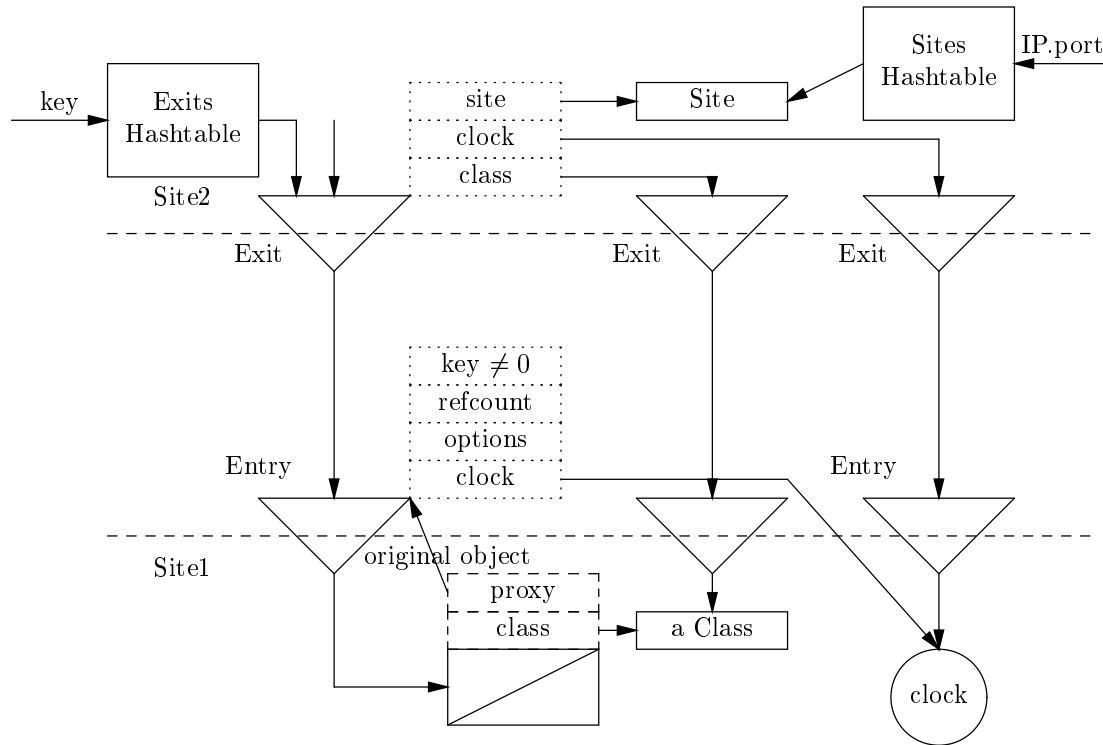 Sites
Hashtable
IP.port
key
Exits
Hashtable
site
Site
clock
class
Site2
Exit
Exit
Exit
key ≠ 0
refcount
options
clock
Entry
Entry
Site1
original object
proxy
class
a Class
clock